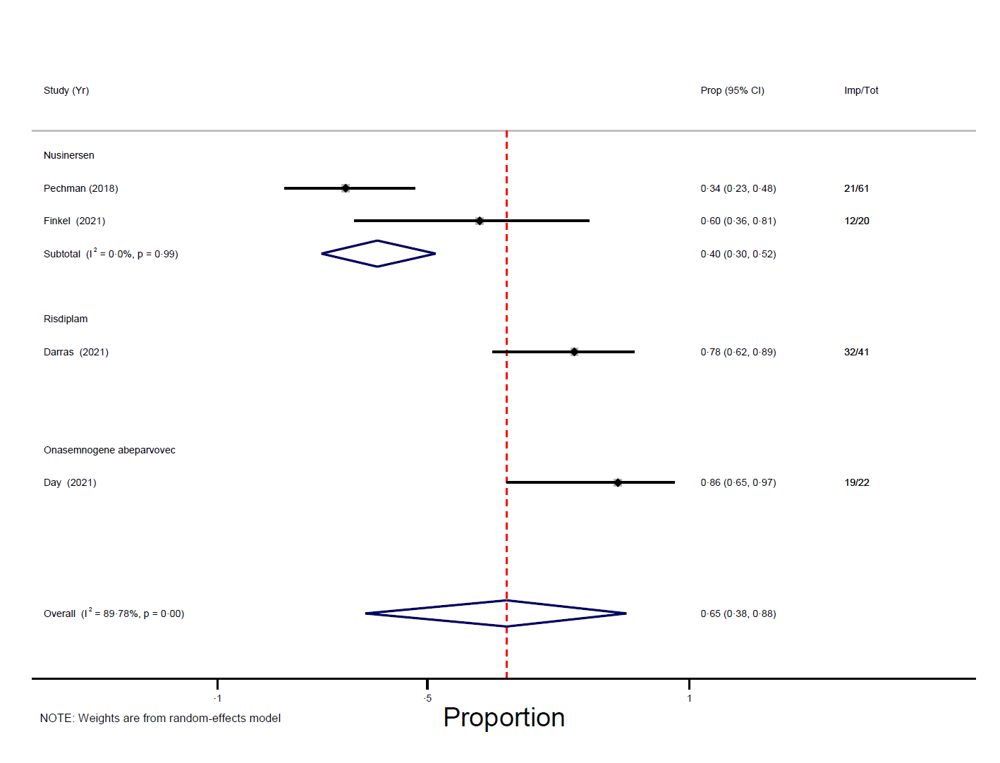 Study (Yr) Prop (95% CI) Imp/Tot
Nusinersen
Pechman (2018) 0·34 (0·23, 0·48) 21/61
Finkel (2021) 0·60 (0·36, 0·81) 12/20
Subtotal (I² = 0·0%, p = 0·99) 0·40 (0·30, 0·52)
Risdiplam
Darras (2021) 0·78 (0·62, 0·89) 32/41
Onasemnogene abeparvovec
Day (2021) 0·86 (0·65, 0·97) 19/22
Overall (I² = 89·78%, p = 0·00) 0·65 (0·38, 0·88)
·1 ·5 1
NOTE: Weights are from random-effects model
Proportion